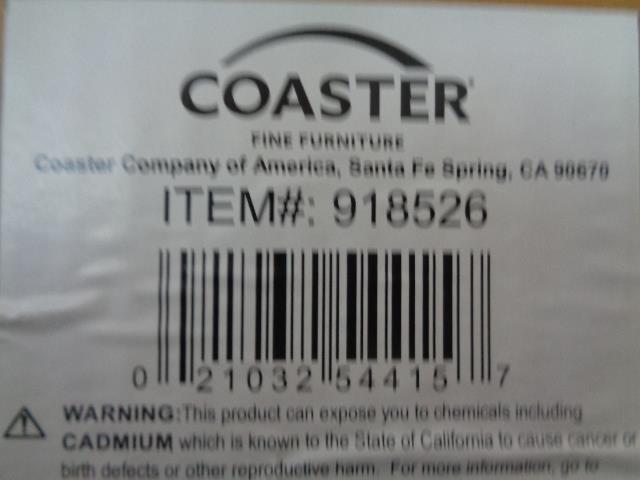 COASTER
FINE FURNITURE
Coaster Company of America, Santa Fe Spring, CA 90670
ITEM#: 918526
0 21032 54415 7
WARNING: This product can expose you to chemicals including
CADMIUM which is known to the State of California to cause cancer or
birth defects or other reproductive harm. For more information, go to